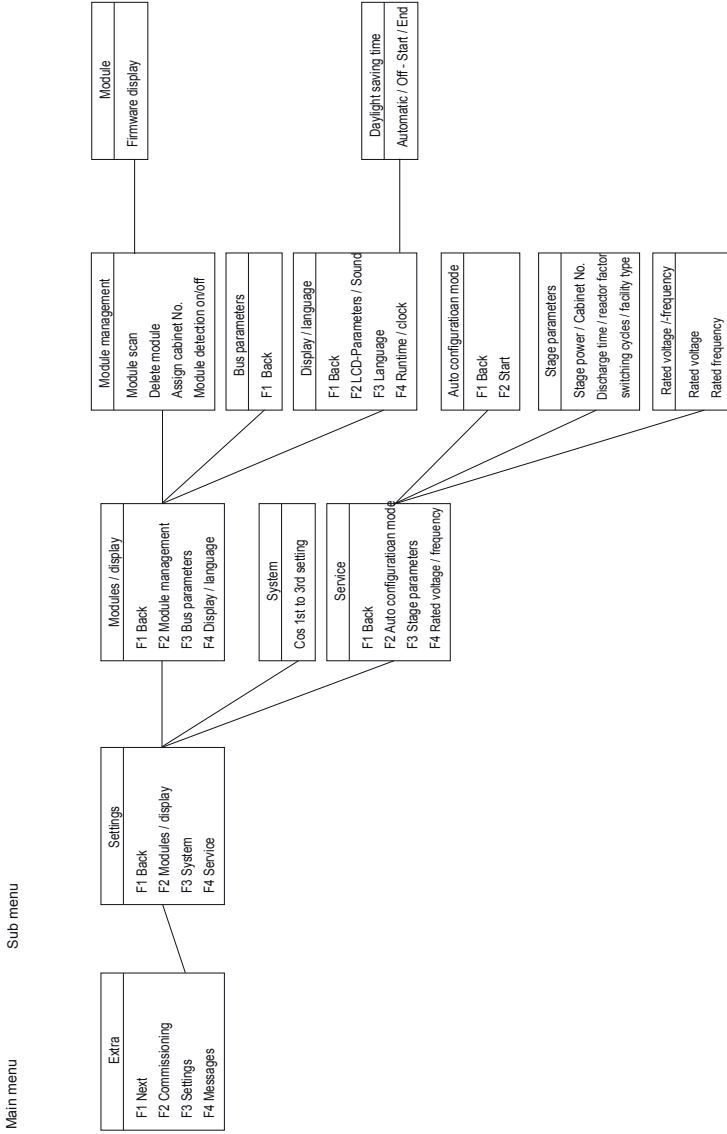 Main menu
Sub menu
Extra
F1 Next
F2 Commissioning
F3 Settings
F4 Messages
Settings
F1 Back
F2 Modules / display
F3 System
F4 Service
Modules / display
F1 Back
F2 Module management
F3 Bus parameters
F4 Display / language
System
Cos 1st to 3rd setting
Service
F1 Back
F2 Auto configuratioan mode
F3 Stage parameters
F4 Rated voltage / frequency
Module management
Module scan
Delete module
Assign cabinet No.
Module detection on/off
Bus parameters
F1 Back
Display / language
F1 Back
F2 LCD-Parameters / Sound
F3 Language
F4 Runtime / clock
Auto configuratioan mode
F1 Back
F2 Start
Stage parameters
Stage power / Cabinet No.
Discharge time / reactor factor
switching cycles / facility type
Rated voltage /-frequency
Rated voltage
Rated frequency
Module
Firmware display
Daylight saving time
Automatic / Off - Start / End